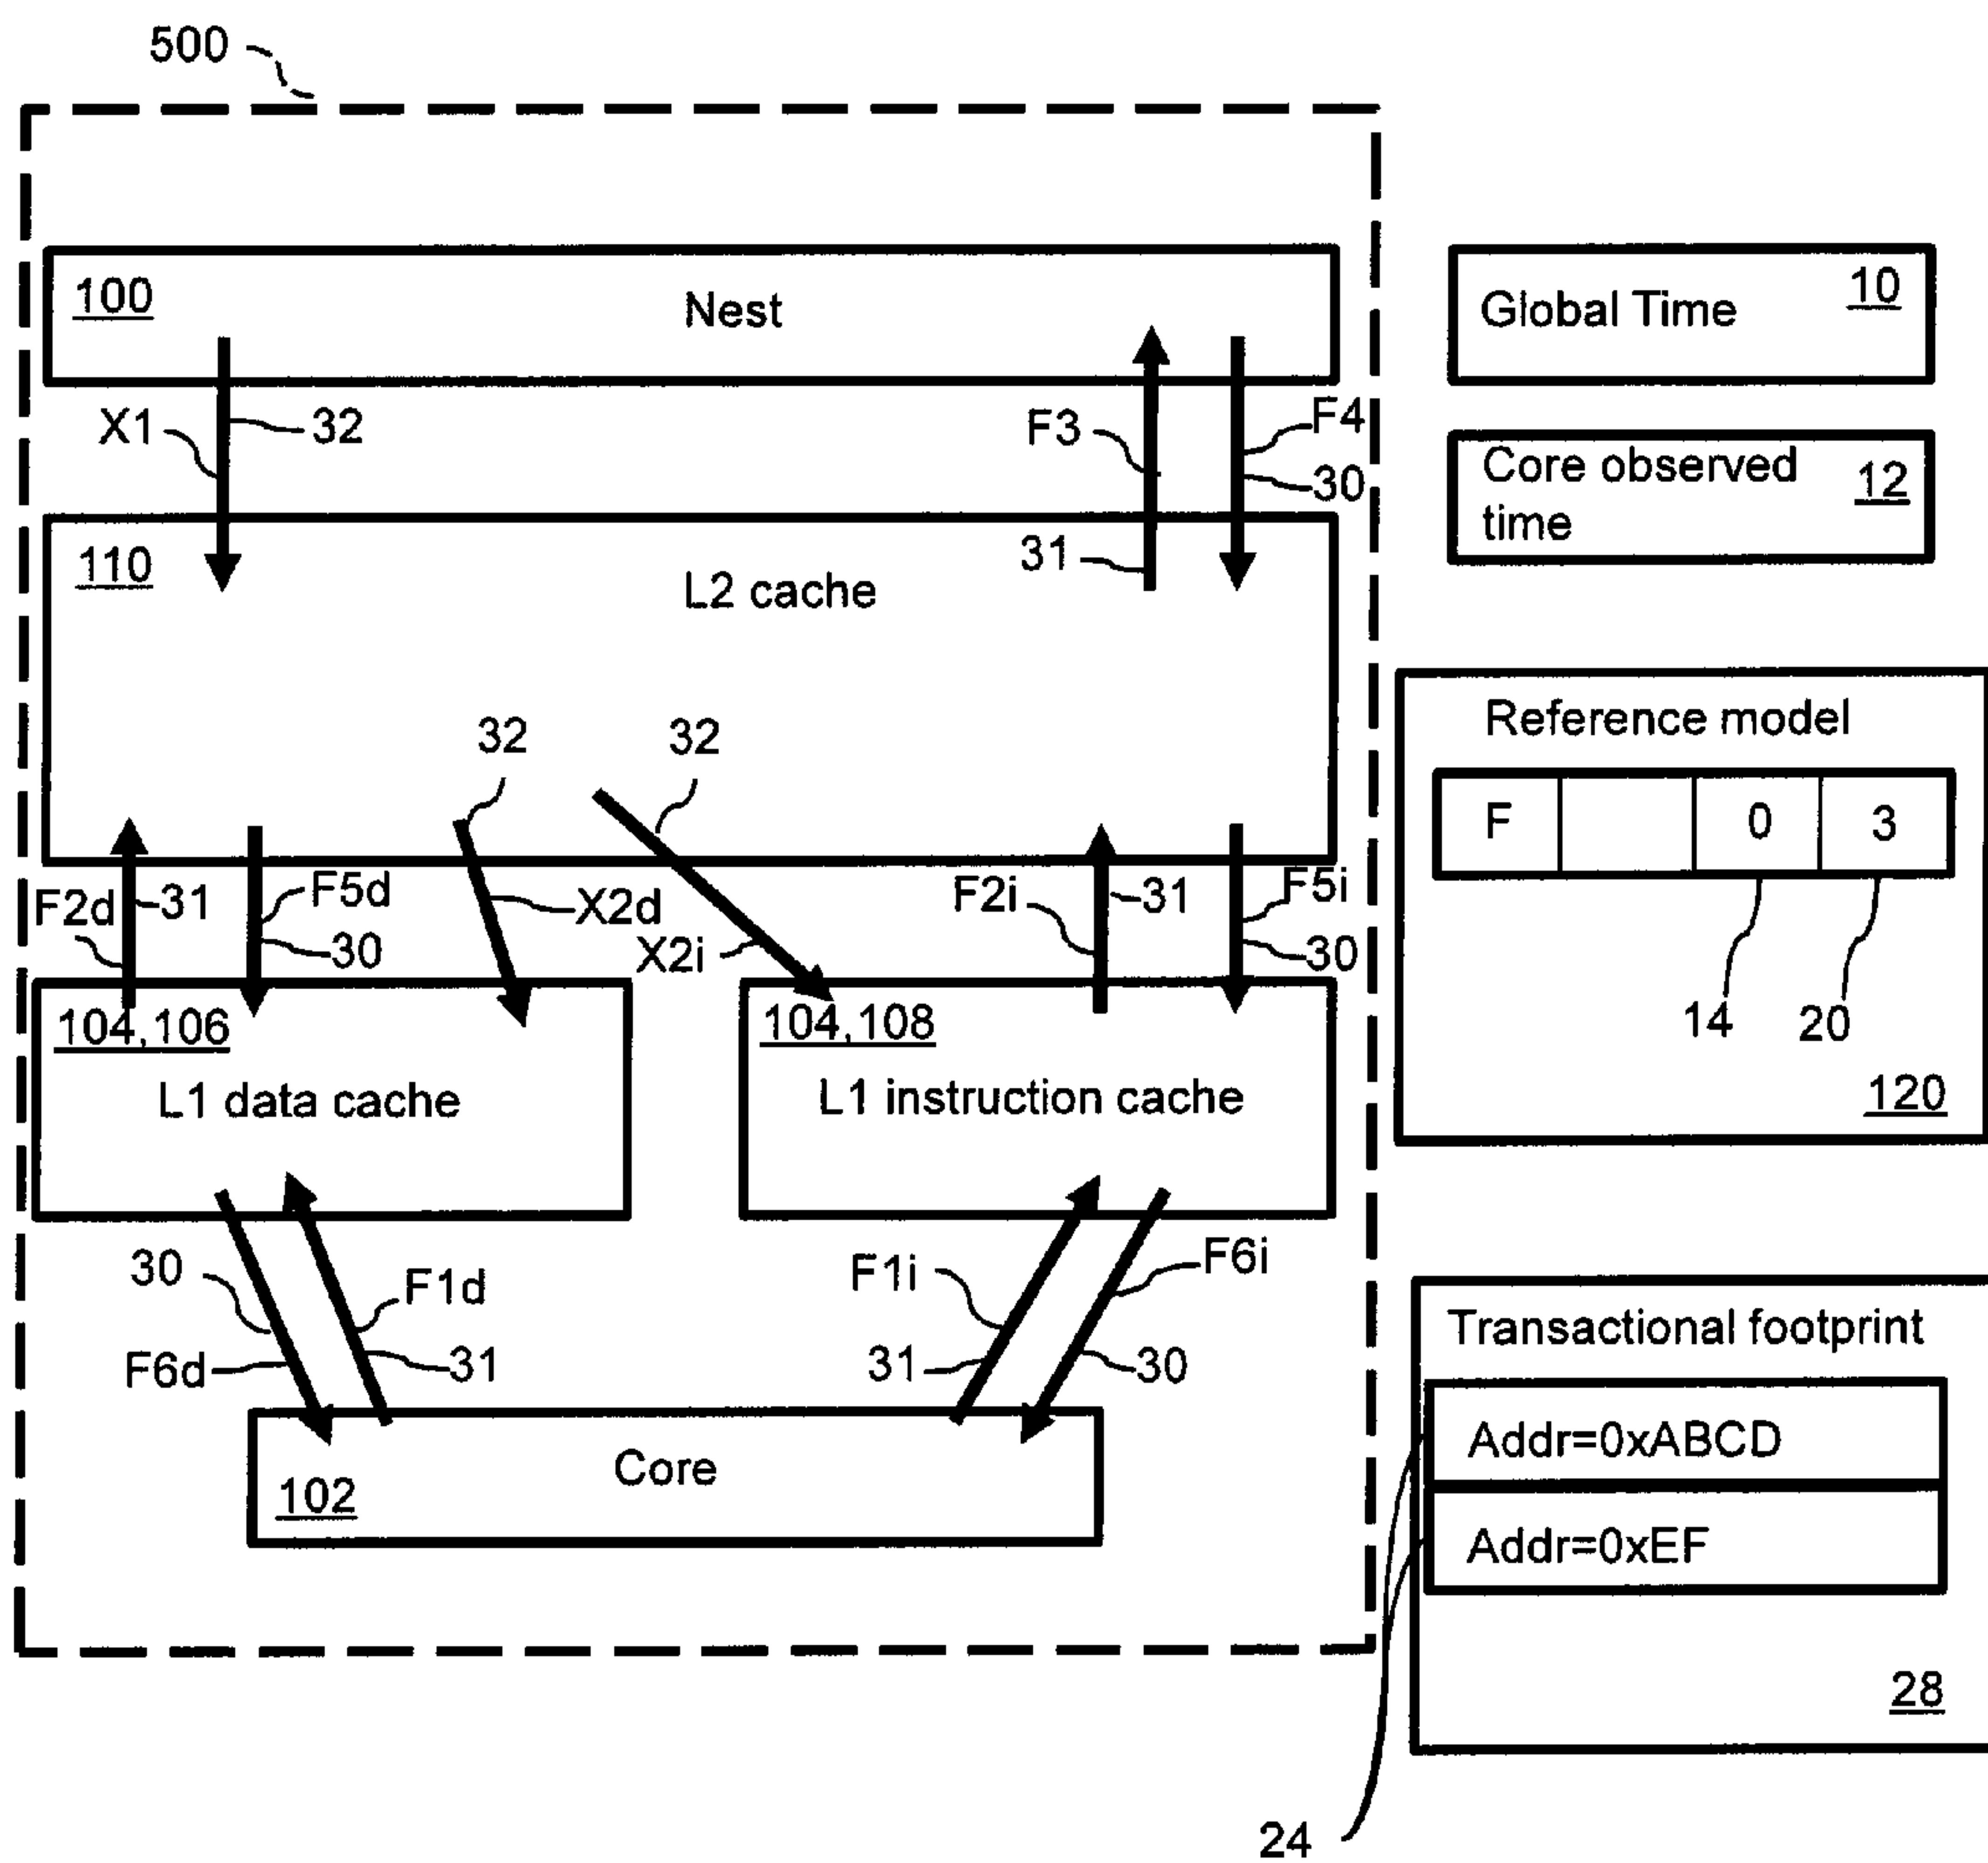 500
100
Nest
Global Time
10
X1
32
F3
F4
30
Core observed
time
12
110
L2 cache
31
32
32
Reference model
F
0
3
F2d
31
F5d
30
X2d
X2i
F2i
31
F5i
30
14
20
120
104,106
L1 data cache
104,108
L1 instruction cache
30
F1d
F6d
31
F1i
F6i
31
30
Core
102
Transactional footprint
Addr=0xABCD
Addr=0xEF
28
24